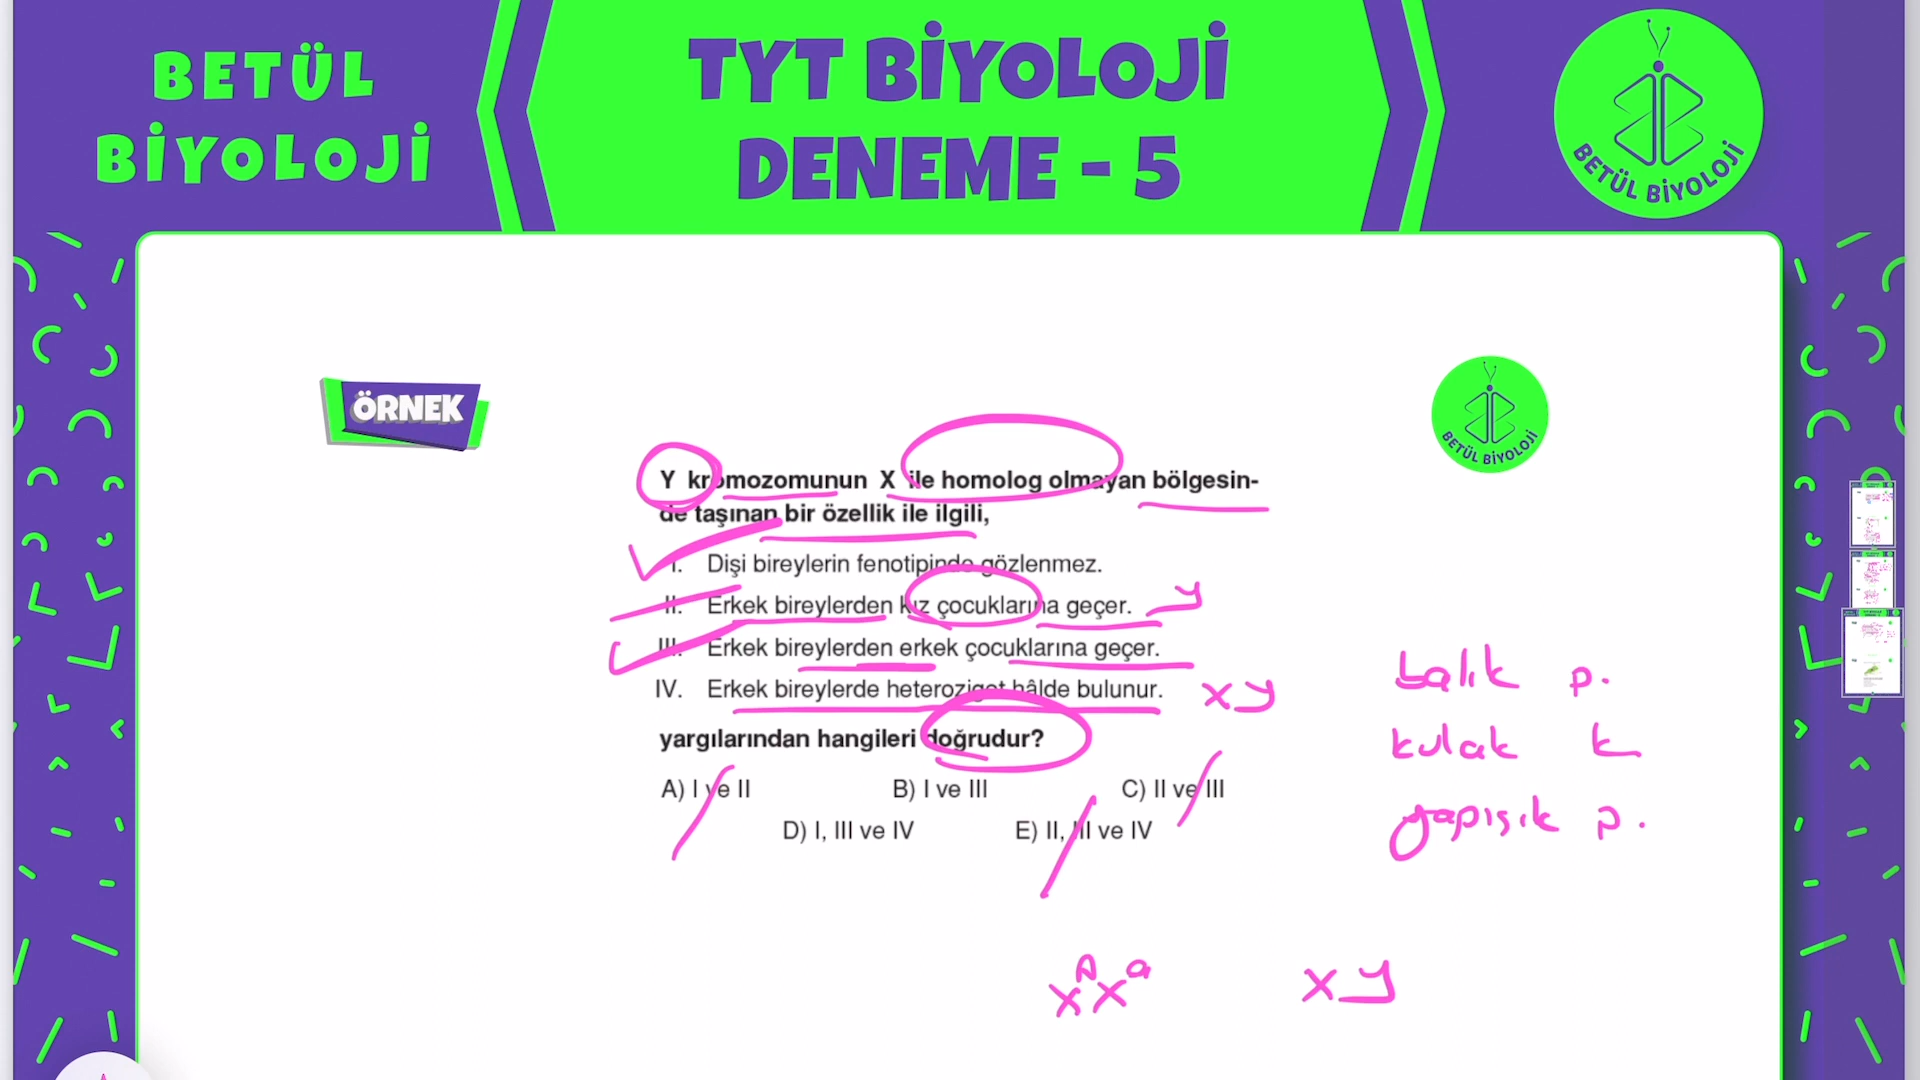 BETÜL
BİYOLOJİ
TYT BİYOLOJİ
DENEME - 5
BETÜL BİYOLOJİ
ÖRNEK
BETÜL BİYOLOJİ
Y kromozomunun X ile homolog olmayan bölgesin-
de taşınan bir özellik ile ilgili,
I. Dişi bireylerin fenotipinde gözlenmez.
II. Erkek bireylerden kız çocuklarına geçer. y
III. Erkek bireylerden erkek çocuklarına geçer.
IV. Erkek bireylerde heterozigot hâlde bulunur. xy
yargılarından hangileri doğrudur?
A) I ve II B) I ve III C) II ve III
D) I, III ve IV E) II, III ve IV
balık p.
kulak k
yapışık p.
xᴬxᵃ xy